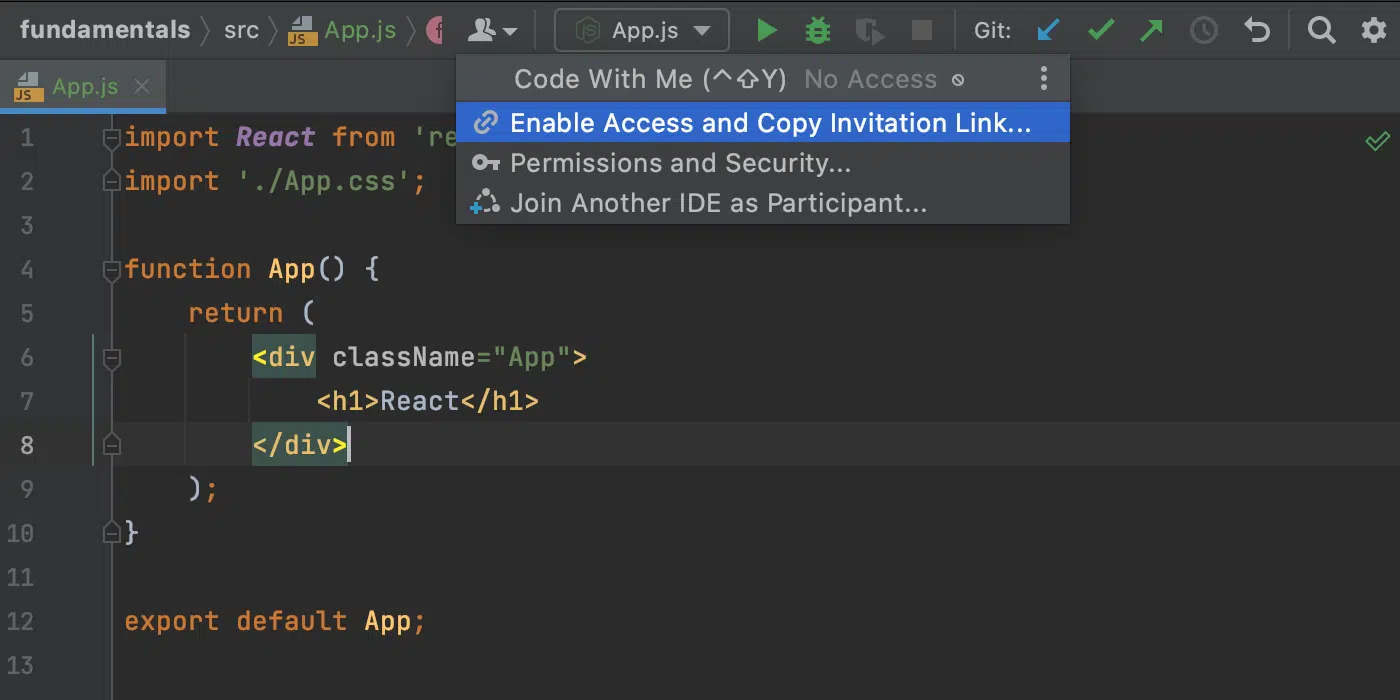 fundamentals src JS App.js f App.js Git:
JS App.js
Code With Me (^⇧Y) No Access
Enable Access and Copy Invitation Link...
Permissions and Security...
Join Another IDE as Participant...
1 import React from 're
2 import './App.css';
3
4 function App() {
5 return (
6 <div className="App">
7 <h1>React</h1>
8 </div>
9 );
10 }
11
12 export default App;
13